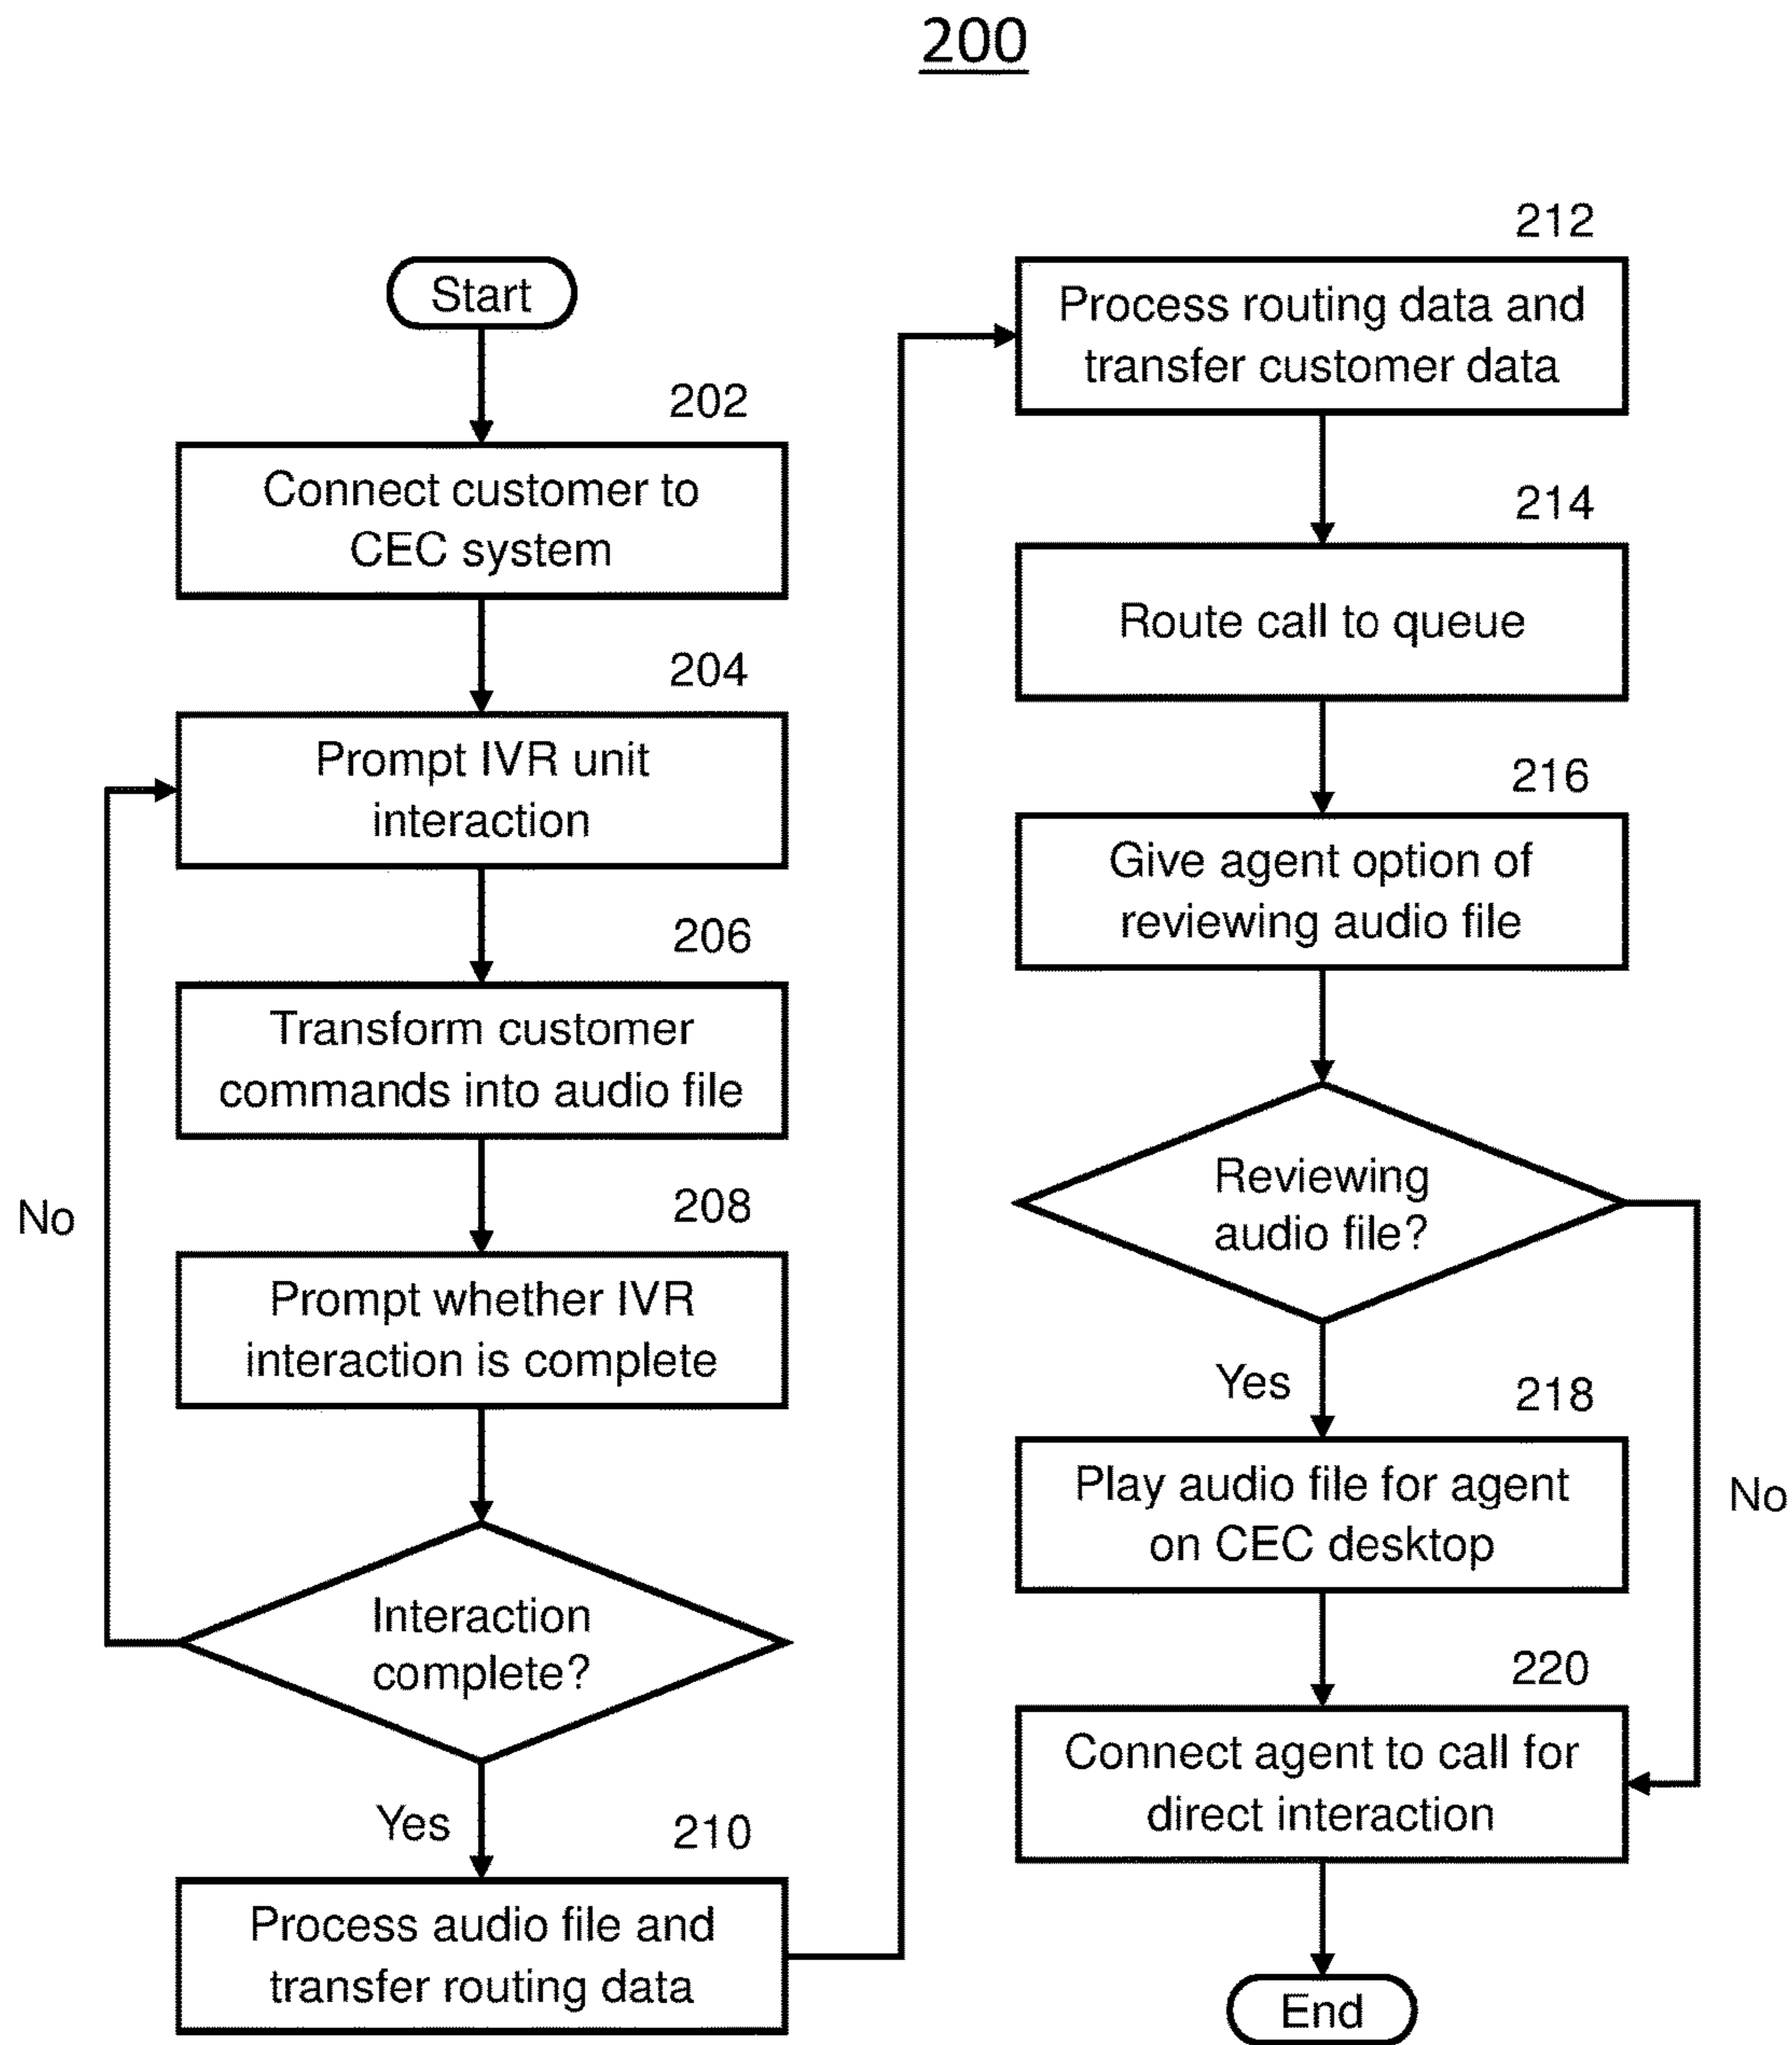 200
Start
202
Connect customer to
CEC system
204
Prompt IVR unit
interaction
206
Transform customer
commands into audio file
208
Prompt whether IVR
interaction is complete
No
Interaction
complete?
Yes
210
Process audio file and
transfer routing data
212
Process routing data and
transfer customer data
214
Route call to queue
216
Give agent option of
reviewing audio file
Reviewing
audio file?
Yes
218
Play audio file for agent
on CEC desktop
No
220
Connect agent to call for
direct interaction
End